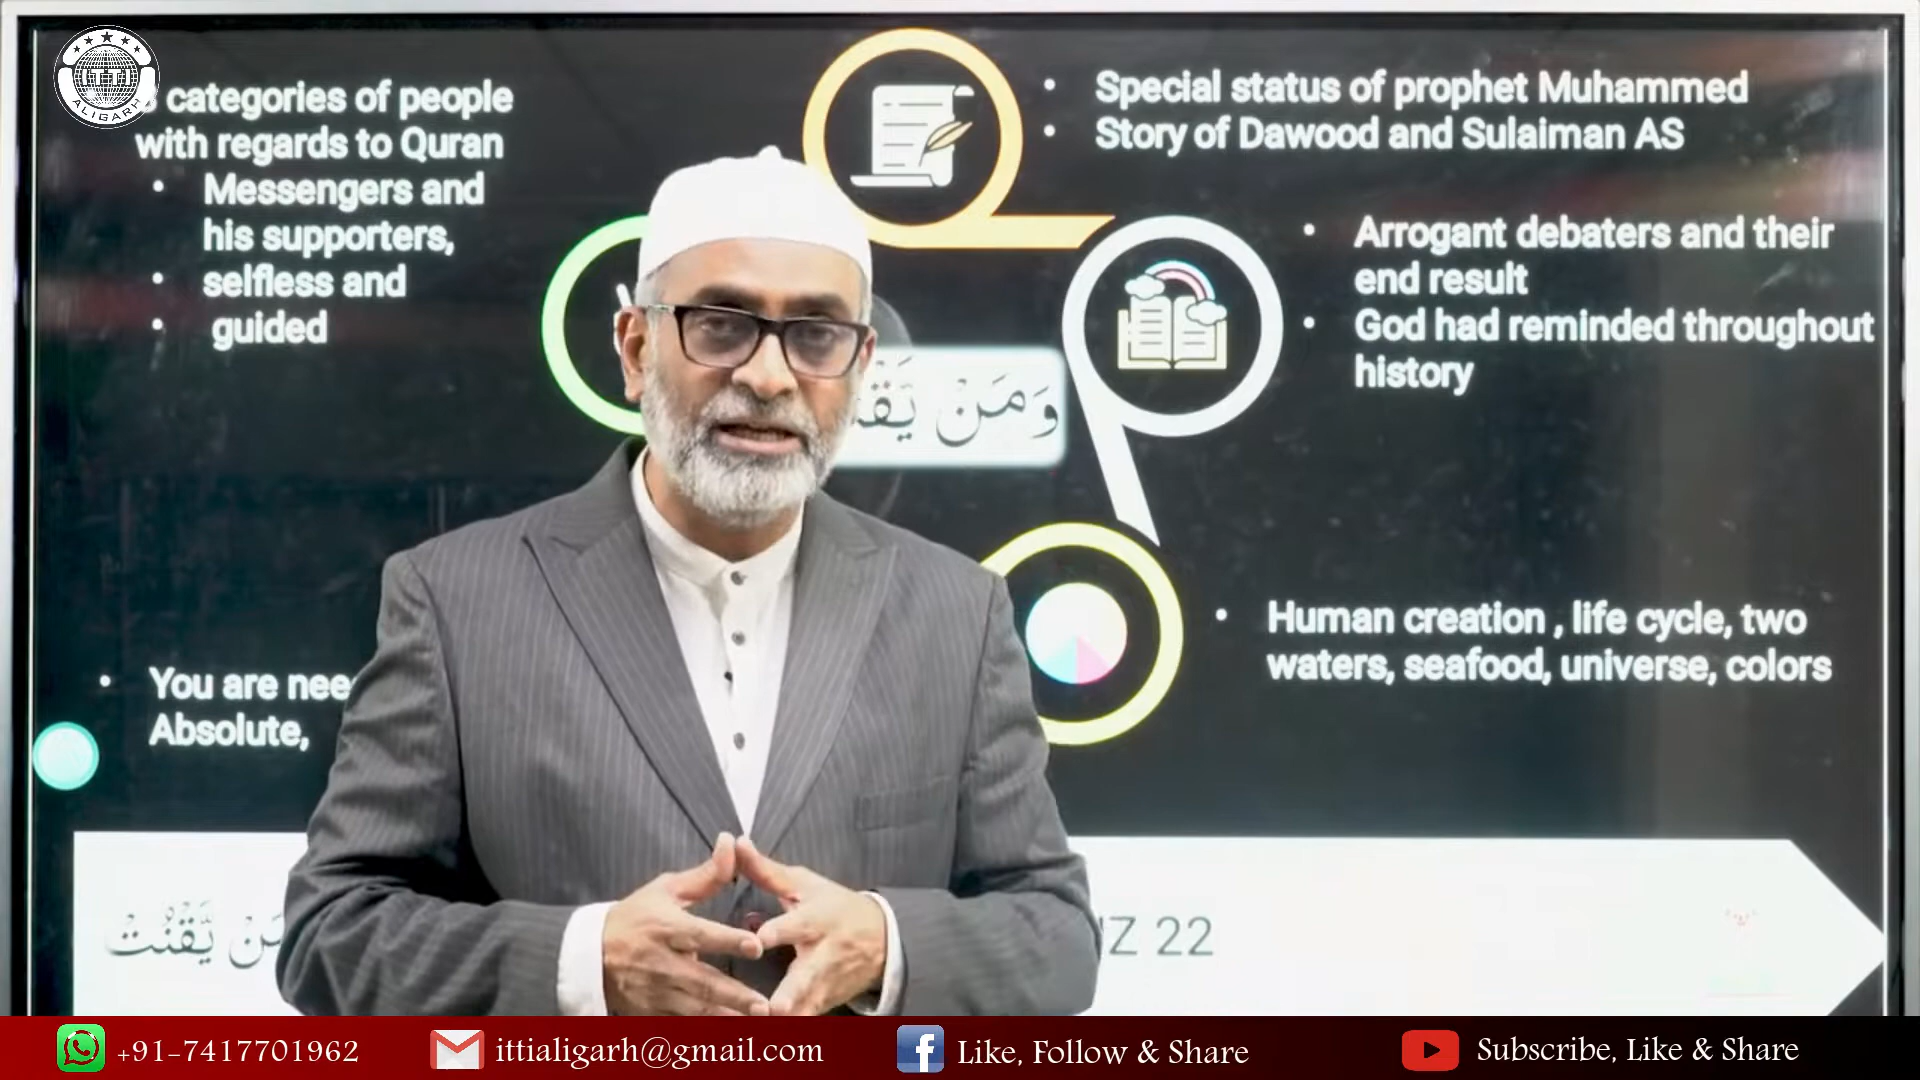 ITTI
ALIGARH
categories of people
with regards to Quran
• Messengers and
his supporters,
• selfless and
• guided
• Special status of prophet Muhammed
• Story of Dawood and Sulaiman AS
• Arrogant debaters and their
end result
• God had reminded throughout
history
وَمَنْ
• Human creation , life cycle, two
waters, seafood, universe, colors
• You are
Absolute,
يَّقْنُتْ
22
+91-7417701962
ittialigarh@gmail.com
Like, Follow & Share
Subscribe, Like & Share